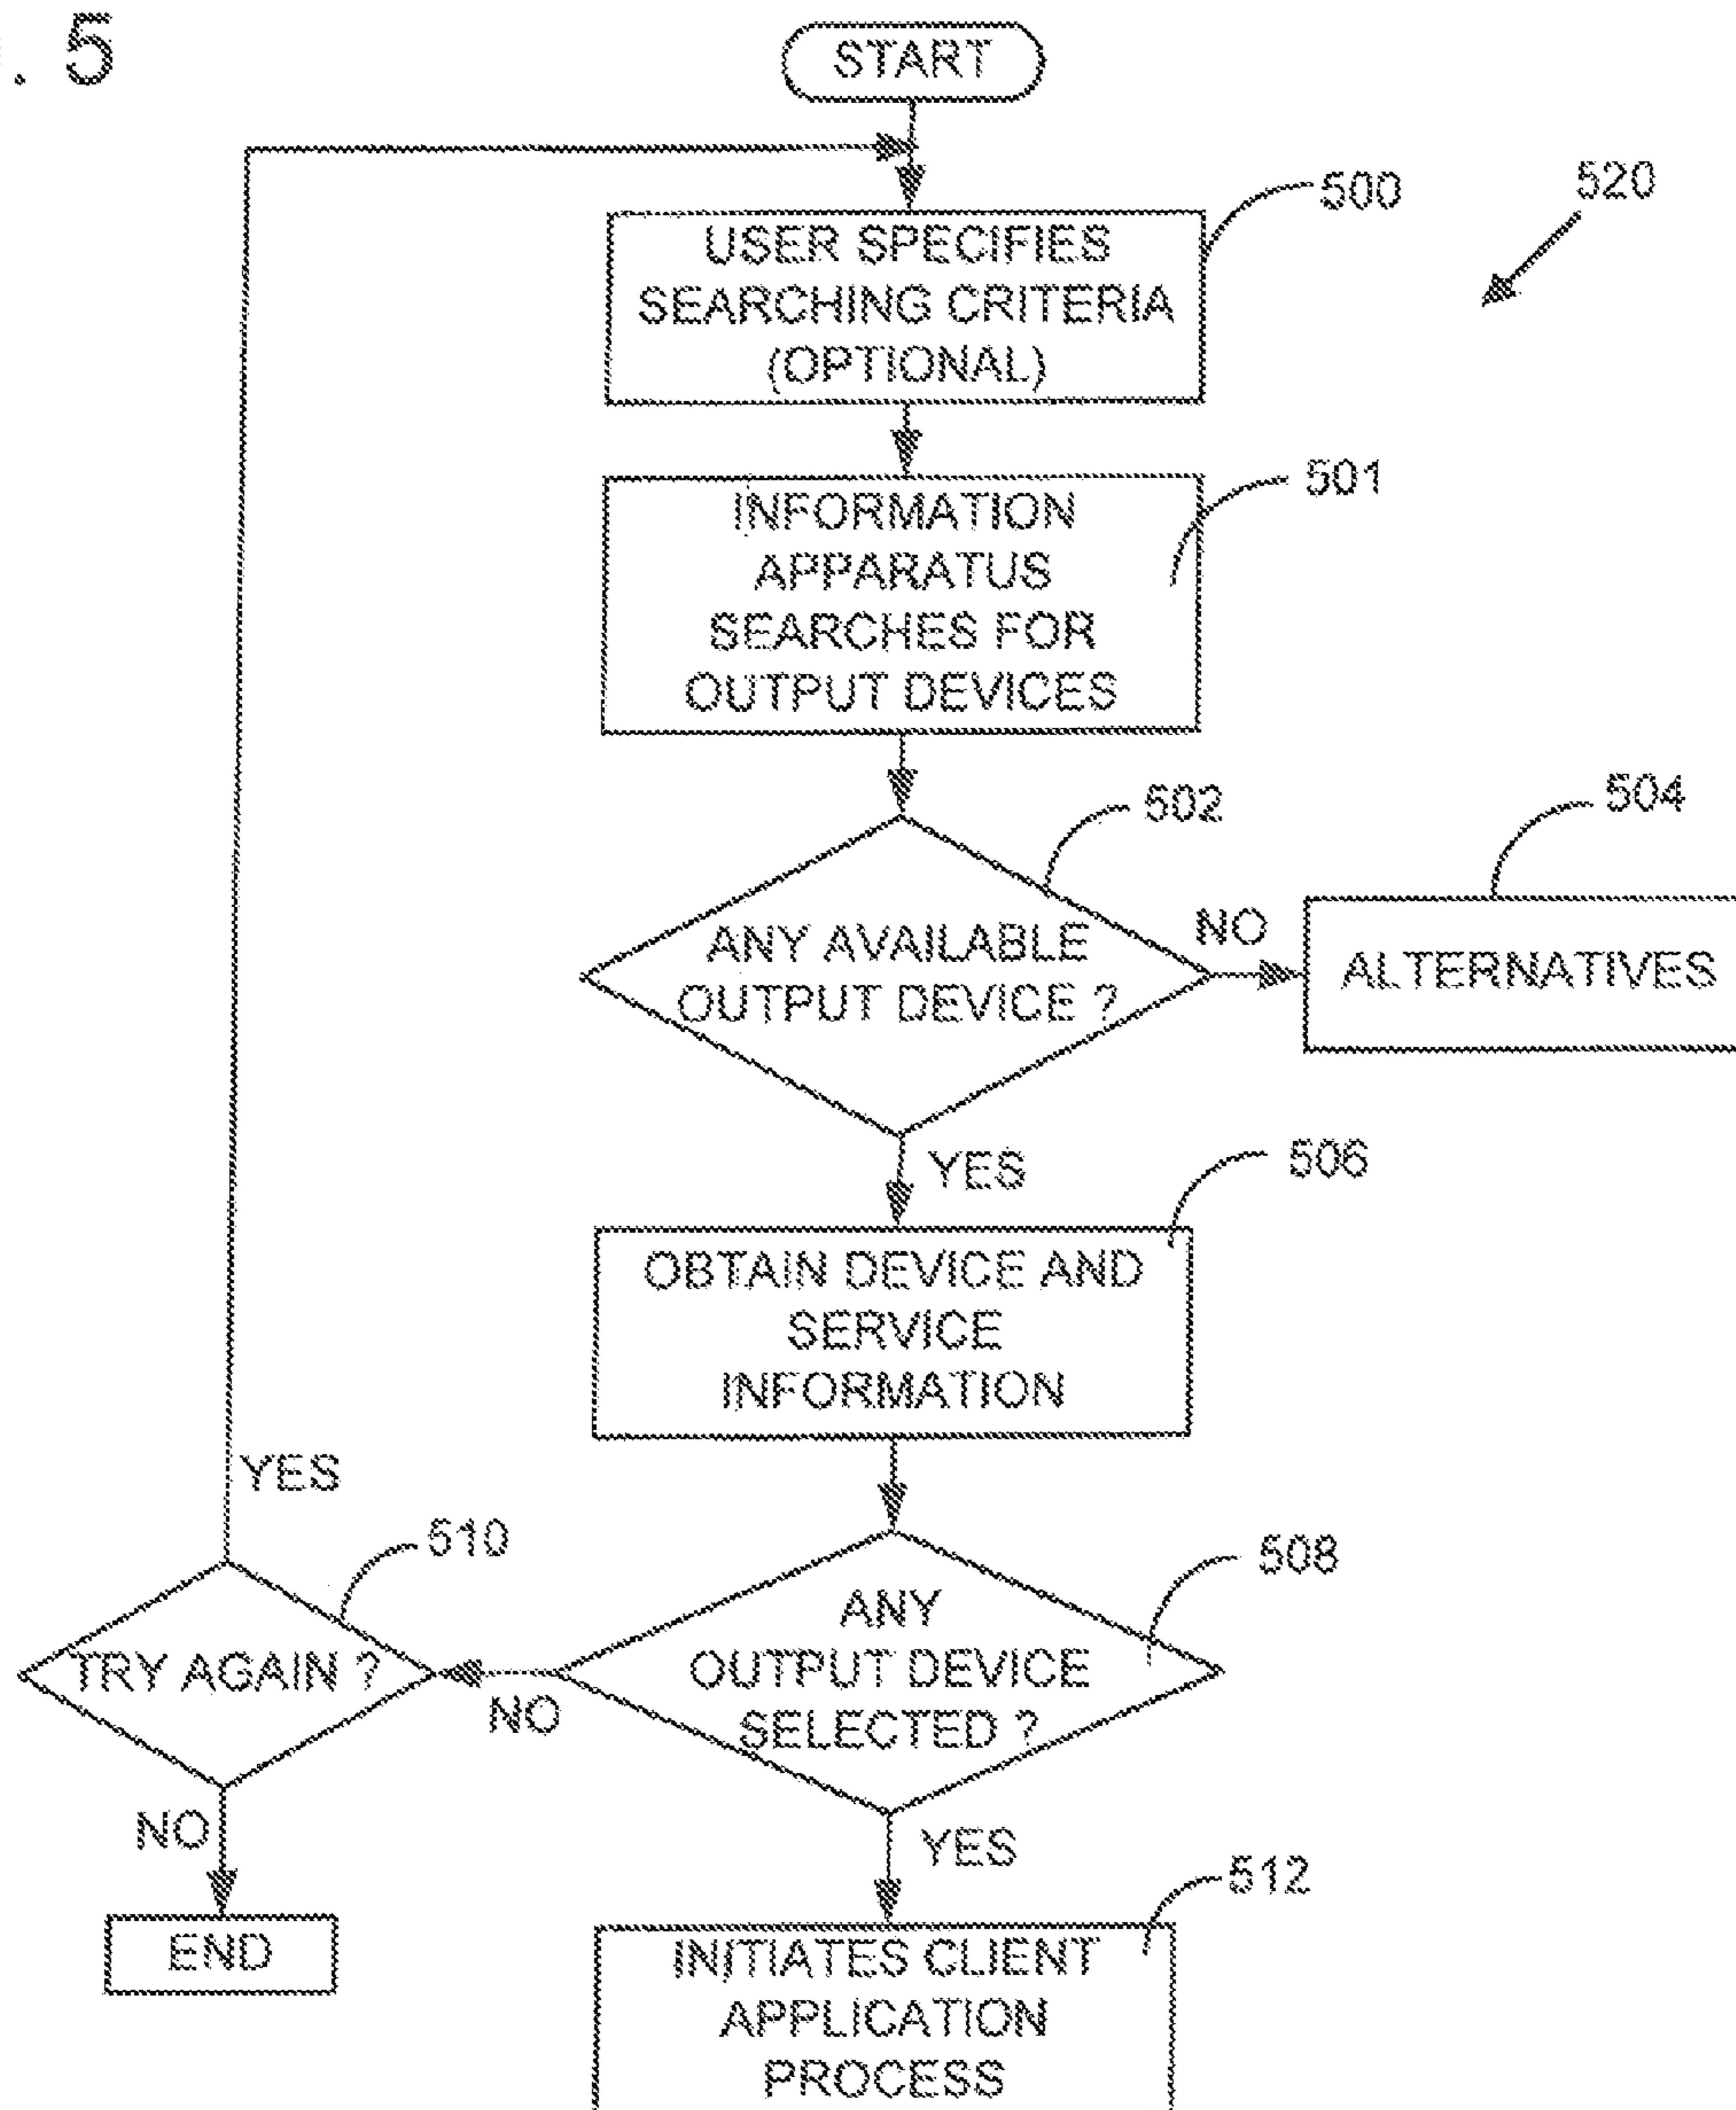 . 5
START
500
520
USER SPECIFIES
SEARCHING CRITERIA
(OPTIONAL)
501
INFORMATION
APPARATUS
SEARCHES FOR
OUTPUT DEVICES
502
504
ANY AVAILABLE
OUTPUT DEVICE ?
NO
ALTERNATIVES
YES
506
OBTAIN DEVICE AND
SERVICE
INFORMATION
YES
510
508
TRY AGAIN ?
NO
ANY
OUTPUT DEVICE
SELECTED ?
NO
YES
512
END
INITIATES CLIENT
APPLICATION
PROCESS